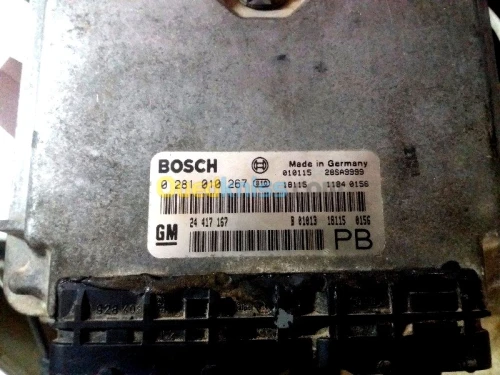 BOSCH
Made in Germany
010115 28SA9999
0 281 010 267
18115 1104 0156
GM
24 417 167
B 01013 18115 0156
PB